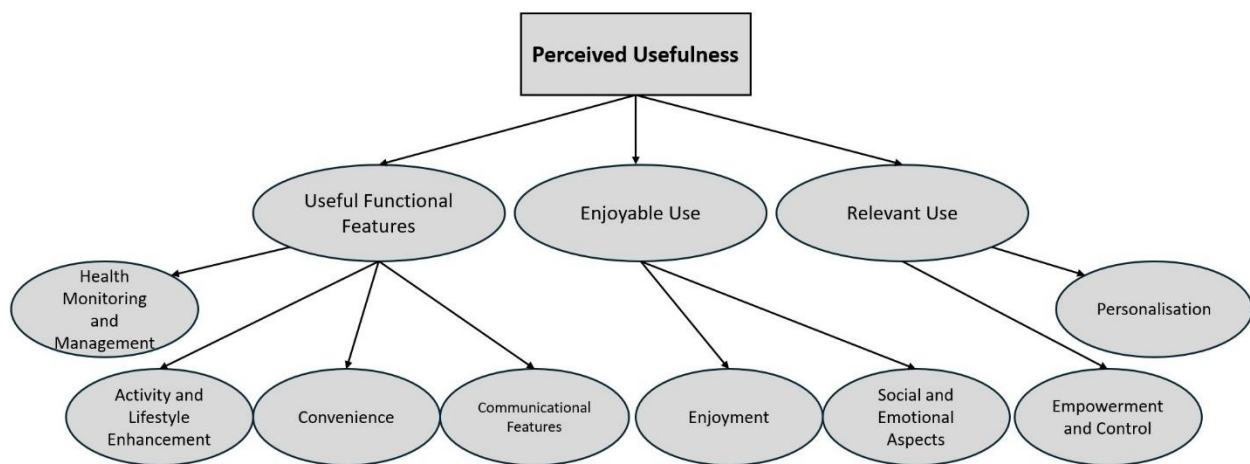 Perceived Usefulness
Useful Functional
Features
Enjoyable Use
Relevant Use
Health
Monitoring
and
Management
Personalisation
Activity and
Lifestyle
Enhancement
Convenience
Communicational
Features
Enjoyment
Social and
Emotional
Aspects
Empowerment
and Control